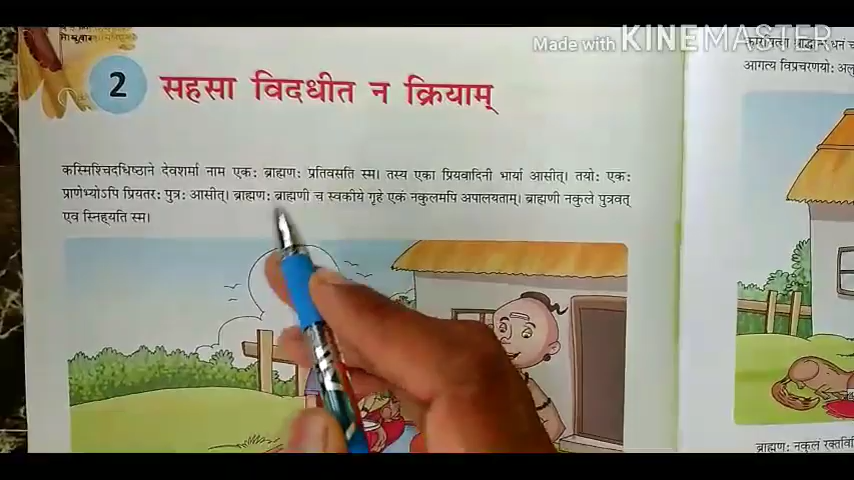 Made with KINEMASTER
2
सहसा विदधीत न क्रियाम्
कस्मिश्चिदधिष्ठाने देवशर्मा नाम एक: ब्राह्मण: प्रतिवसति स्म। तस्य एका प्रियवादिनी भार्या आसीत्। तयो: एक:
प्राणेभ्योऽपि प्रियतर: पुत्र: आसीत्। ब्राह्मण: ब्राह्मणी च स्वकीये गृहे एकं नकुलमपि अपालयताम्। ब्राह्मणी नकुले पुत्रवत्
एव स्निह्यति स्म।
आगत्य विप्रचरणयो:
ब्राह्मण: नकुलं